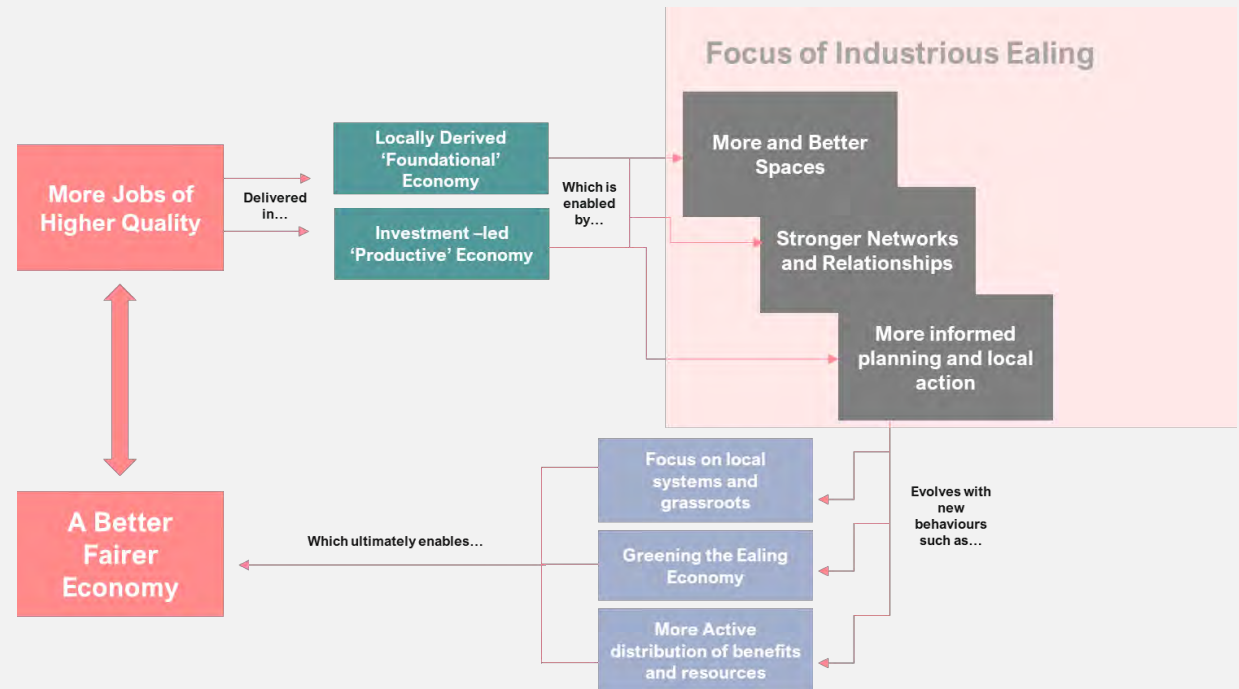 Focus of Industrious Ealing
More Jobs of
Higher Quality
Delivered
in…
Locally Derived
‘Foundational’
Economy
Investment –led
‘Productive’ Economy
Which is
enabled
by…
More and Better
Spaces
Stronger Networks
and Relationships
More informed
planning and local
action
Evolves with
new
behaviours
such as…
Focus on local
systems and
grassroots
Greening the Ealing
Economy
More Active
distribution of benefits
and resources
Which ultimately enables…
A Better
Fairer
Economy